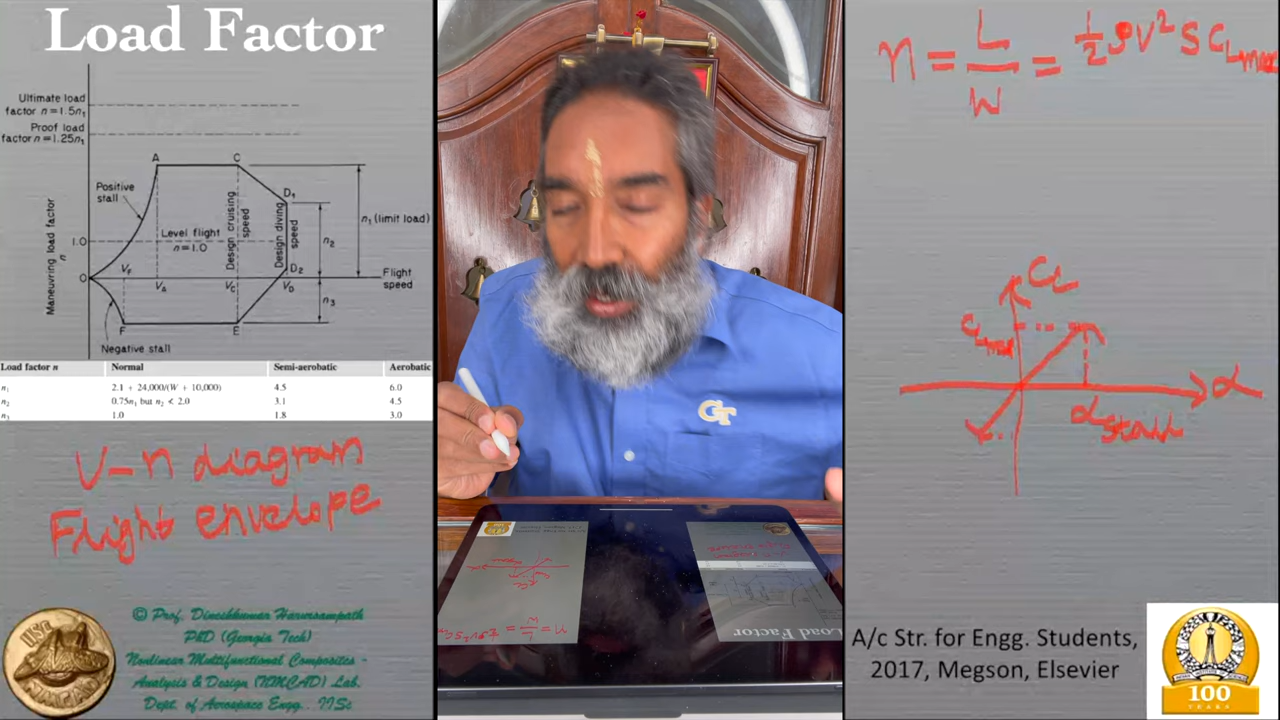 Load Factor
Ultimate load
factor n = 1.5n₁
Proof load
factor n = 1.25n₁
A
C
Positive
stall
D₁
n₁ (limit load)
Maneuvring load factor
n
1.0
Level flight
n = 1.0
Design cruising
speed
Design diving
speed
n₂
V_F
D₂
0
V_A
V_C
V_D
Flight
speed
n₃
F
E
Negative stall
Load factor n Normal Semi-aerobatic Aerobatic
n₁ 2.1 + 24,000/(W + 10,000) 4.5 6.0
n₂ 0.75n₁ but n₂ < 2.0 3.1 4.5
n₃ 1.0 1.8 3.0
V-n diagram
Flight envelope
© Prof. Dineshkumar Harursampath
PhD (Georgia Tech)
Nonlinear Multifunctional Composites -
Analysis & Design (NMCAD) Lab.
Dept. of Aerospace Engg., IISc
IISc
NMCAD
GT
n = L/W = ½ρV²SC_Lmax
C_L
C_Lmax
α
α_stall
A/c Str. for Engg. Students,
2017, Megson, Elsevier
100
YEARS